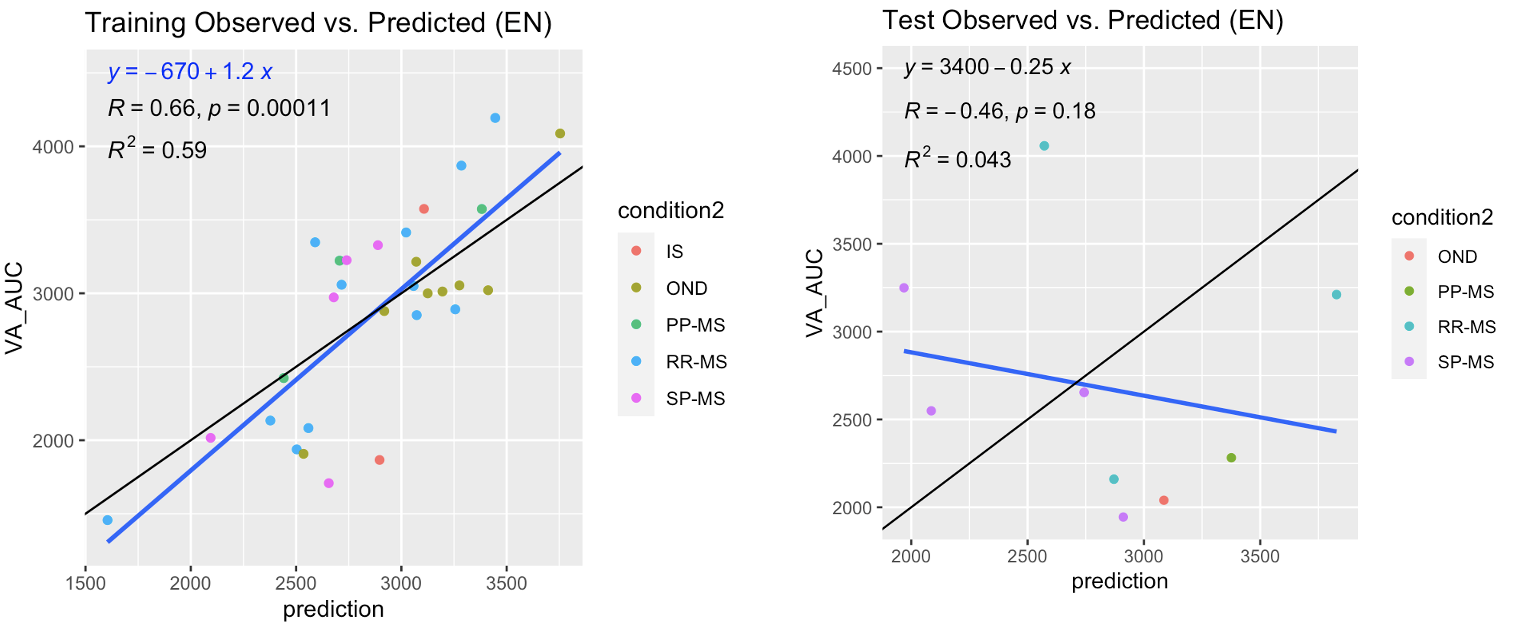 Training Observed vs. Predicted (EN)
y = −670 + 1.2 x
R = 0.66, p = 0.00011
R² = 0.59
4000
3000
2000
VA_AUC
1500 2000 2500 3000 3500
prediction
condition2
IS
OND
PP-MS
RR-MS
SP-MS
Test Observed vs. Predicted (EN)
y = 3400 − 0.25 x
R = −0.46, p = 0.18
R² = 0.043
4500
4000
3500
3000
2500
2000
VA_AUC
2000 2500 3000 3500
prediction
condition2
OND
PP-MS
RR-MS
SP-MS